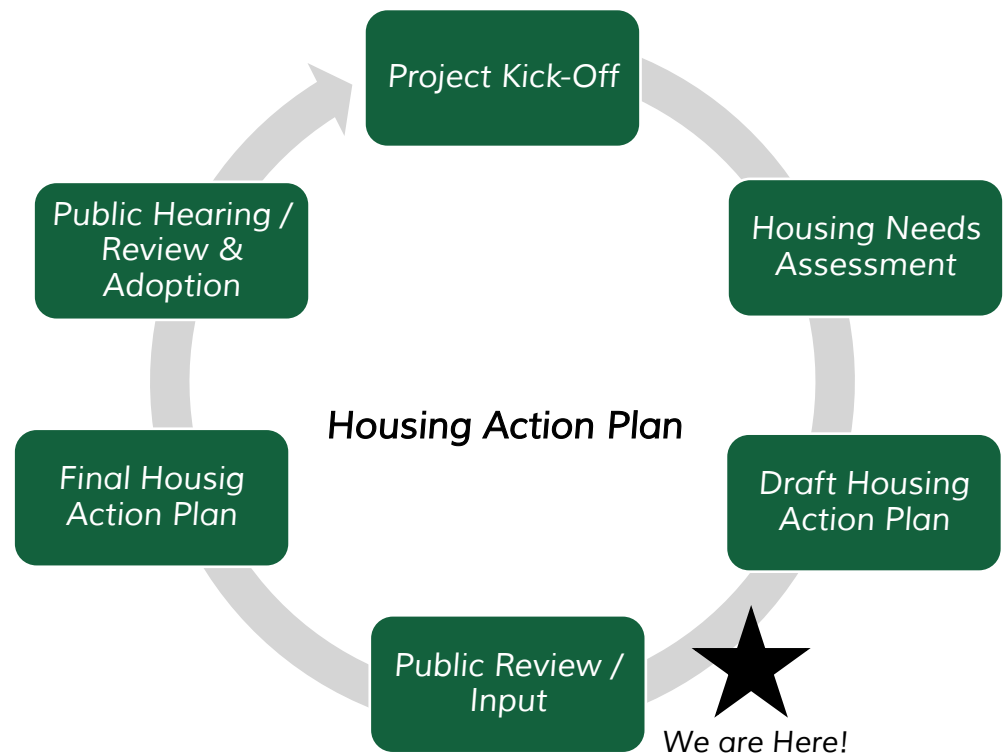 Project Kick-Off
Housing Needs
Assessment
Draft Housing
Action Plan
We are Here!
Public Review /
Input
Final Housig
Action Plan
Public Hearing /
Review &
Adoption
Housing Action Plan